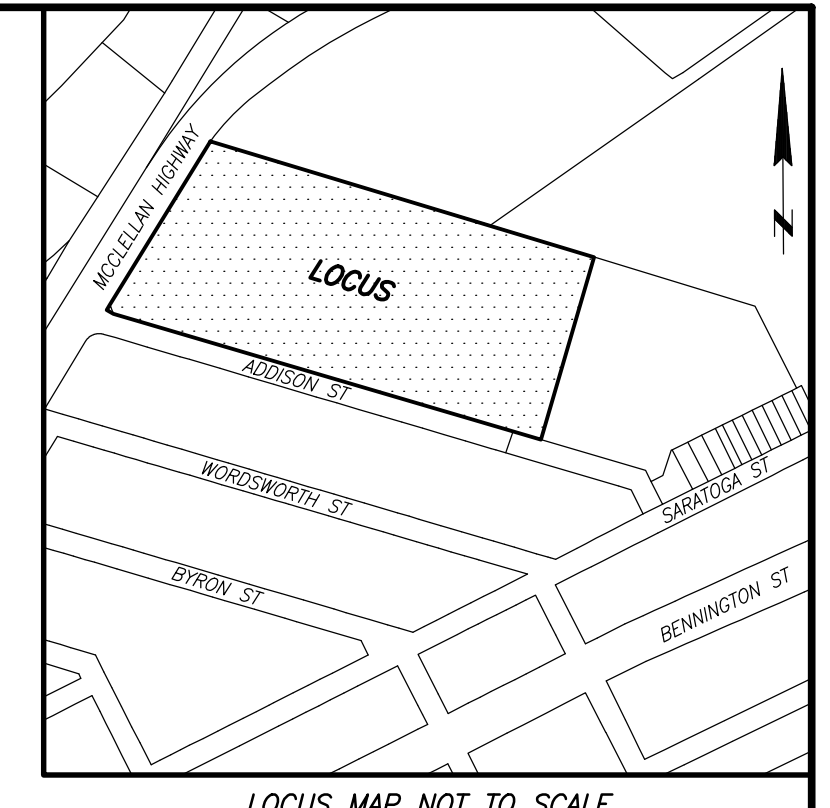 MCCLELLAN HIGHWAY
N
LOCUS
ADDISON ST
WORDSWORTH ST
SARATOGA ST
BYRON ST
BENNINGTON ST
LOCUS MAP NOT TO SCALE